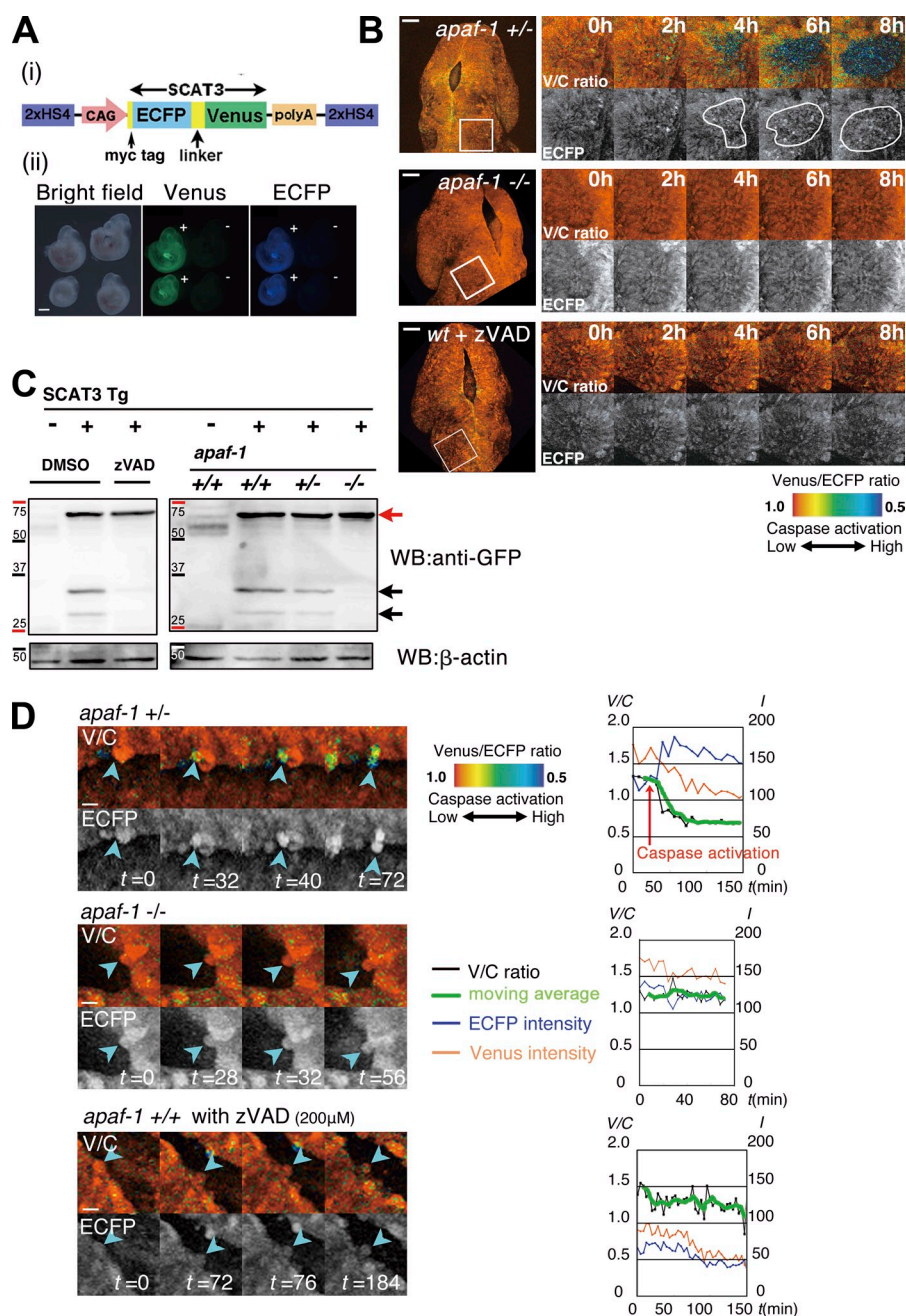 A
(i)
SCAT3
2xHS4 CAG ECFP Venus polyA 2xHS4
myc tag linker
(ii)
Bright field Venus ECFP
+ - + -
+ - + -
B
apaf-1 +/-
0h 2h 4h 6h 8h
V/C ratio
ECFP
apaf-1 -/-
0h 2h 4h 6h 8h
V/C ratio
ECFP
wt + zVAD
0h 2h 4h 6h 8h
V/C ratio
ECFP
Venus/ECFP ratio
1.0 0.5
Caspase activation
Low High
C
SCAT3 Tg
- + + - + + +
DMSO zVAD
apaf-1
+/+ +/+ +/- -/-
75 75
50 50
37 37
25 25
WB:anti-GFP
50 50
WB:β-actin
D
apaf-1 +/-
V/C
ECFP
t=0 t=32 t=40 t=72
Venus/ECFP ratio
1.0 0.5
Caspase activation
Low High
V/C I
2.0 200
1.5 150
1.0 100
0.5 50
Caspase activation
0 0
0 50 100 150 t(min)
apaf-1 -/-
V/C
ECFP
t=0 t=28 t=32 t=56
V/C ratio
moving average
ECFP intensity
Venus intensity
V/C I
2.0 200
1.5 150
1.0 100
0.5 50
0 0
0 40 80 t(min)
apaf-1 +/+ with zVAD (200μM)
V/C
ECFP
t=0 t=72 t=76 t=184
V/C I
2.0 200
1.5 150
1.0 100
0.5 50
0 0
0 50 100 150 t(min)